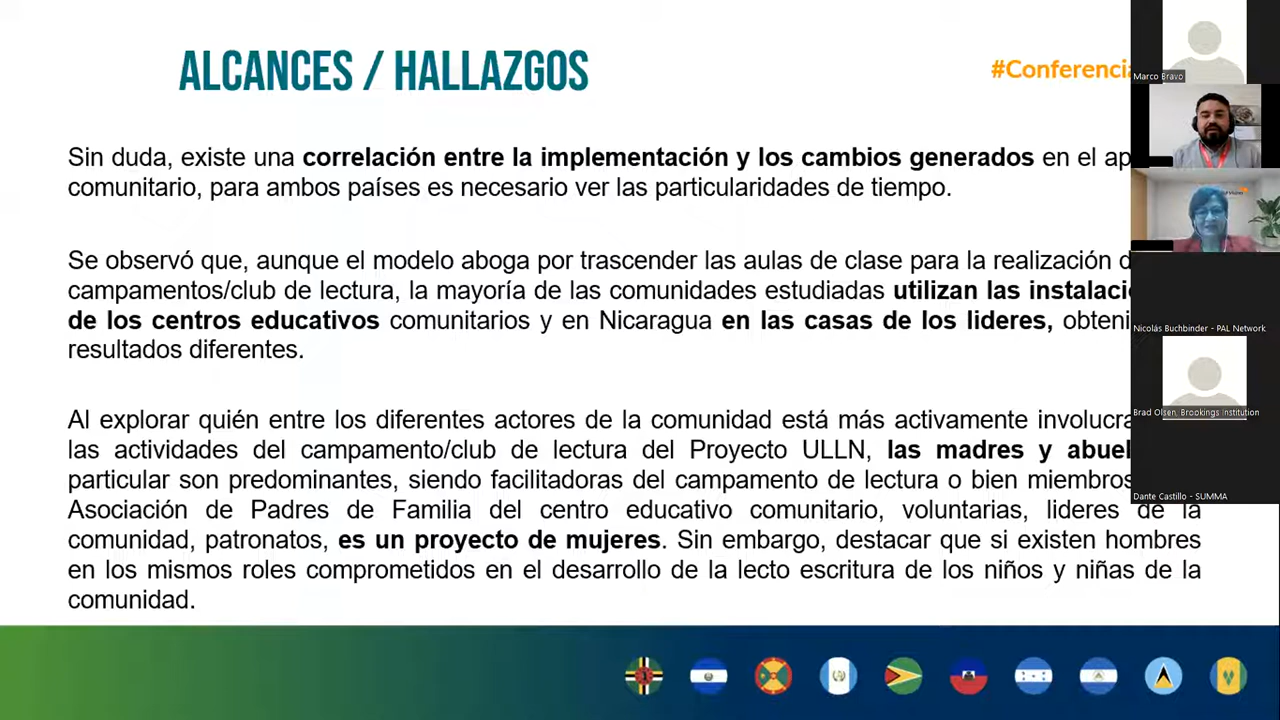 ALCANCES / HALLAZGOS
#Conferencia
Sin duda, existe una correlación entre la implementación y los cambios generados en el
comunitario, para ambos países es necesario ver las particularidades de tiempo.
Se observó que, aunque el modelo aboga por trascender las aulas de clase para la realización
campamentos/club de lectura, la mayoría de las comunidades estudiadas utilizan las
de los centros educativos comunitarios y en Nicaragua en las casas de los lideres,
resultados diferentes.
Al explorar quién entre los diferentes actores de la comunidad está más activamente
las actividades del campamento/club de lectura del Proyecto ULLN, las madres y
particular son predominantes, siendo facilitadoras del campamento de lectura o bien miembros
Asociación de Padres de Familia del centro educativo comunitario, voluntarias, lideres de la
comunidad, patronatos, es un proyecto de mujeres. Sin embargo, destacar que si existen hombres
en los mismos roles comprometidos en el desarrollo de la lecto escritura de los niños y niñas de la
comunidad.
Marco Bravo
Nicolás Buchbinder - PAL Network
Brad Olsen, Brookings Institution
Dante Castillo - SUMMA